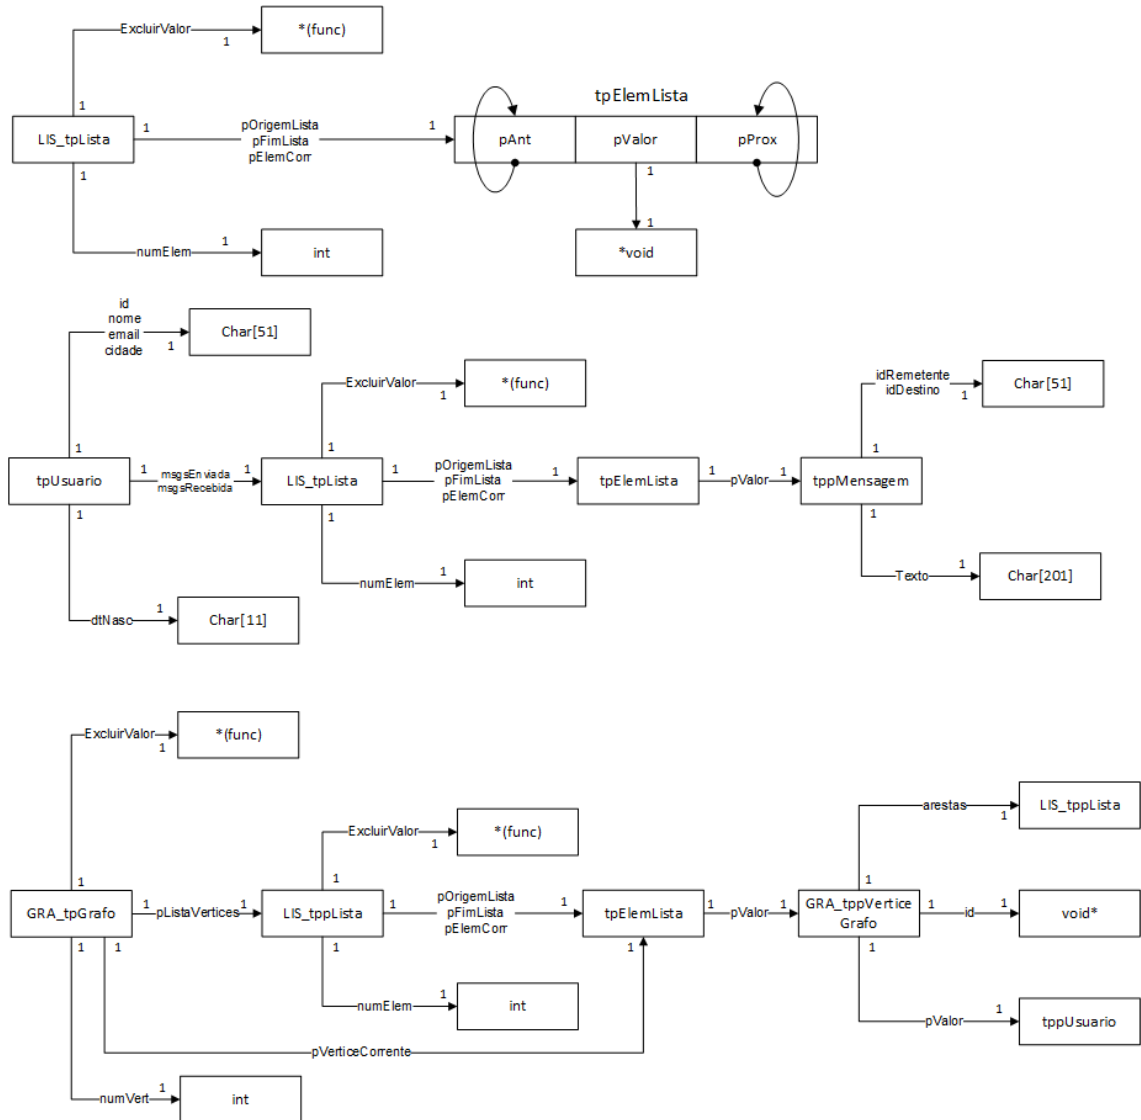 ExcluirValor
1
*(func)
1
tpElemLista
LIS_tpLista
1
pOrigemLista
pFimLista
pElemCorr
1
pAnt
pValor
pProx
1
1
1
numElem
1
int
*void
id
nome
email
cidade
1
Char[51]
ExcluirValor
1
*(func)
idRemetente
idDestino
1
Char[51]
1
1
1
tpUsuario
1
msgsEnviada
msgsRecebida
1
LIS_tpLista
1
pOrigemLista
pFimLista
pElemCorr
1
tpElemLista
1
pValor
1
tppMensagem
1
1
1
numElem
1
int
Texto
1
Char[201]
dtNasc
1
Char[11]
ExcluirValor
1
*(func)
arestas
1
LIS_tppLista
ExcluirValor
1
*(func)
1
1
1
GRA_tpGrafo
1
pListaVertices
1
LIS_tppLista
1
pOrigemLista
pFimLista
pElemCorr
1
tpElemLista
1
pValor
1
GRA_tppVertice
Grafo
1
id
1
void*
1
1
1
1
1
numElem
1
int
pValor
1
tppUsuario
pVerticeCorrente
numVert
1
int